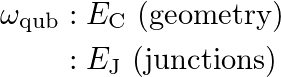 ω_qub : E_C (geometry)
: E_J (junctions)